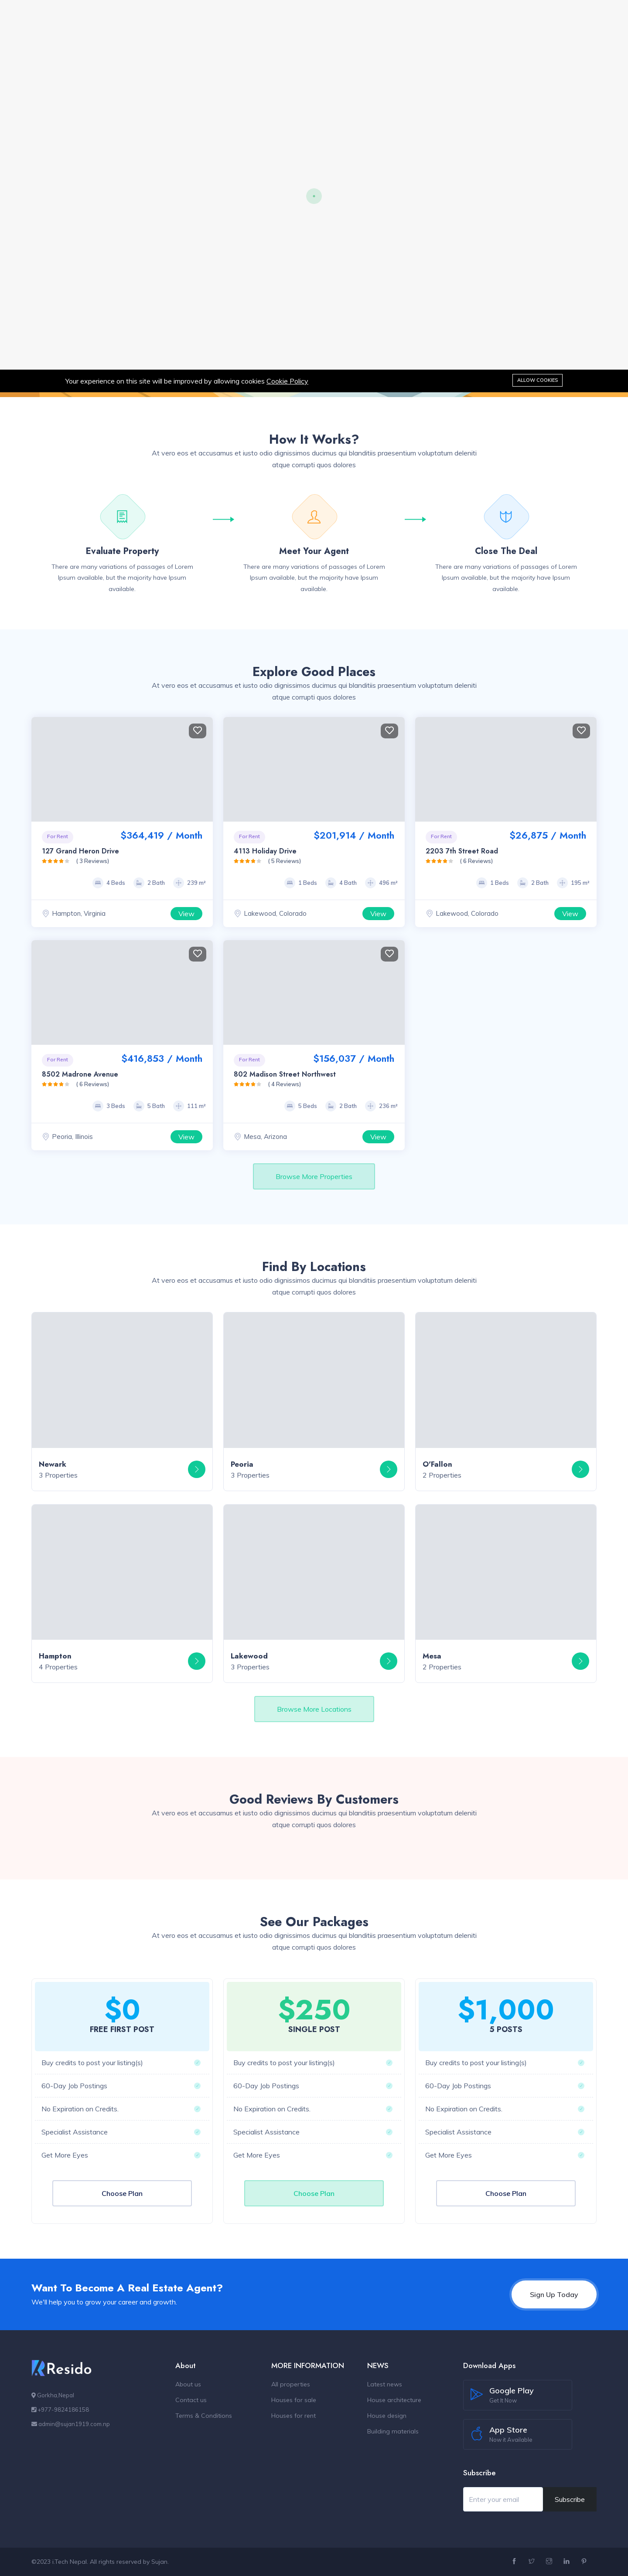 Your experience on this site will be improved by allowing cookies Cookie Policy
ALLOW COOKIES
How It Works?
At vero eos et accusamus et iusto odio dignissimos ducimus qui blanditiis praesentium voluptatum deleniti
atque corrupti quos dolores
Evaluate Property
There are many variations of passages of Lorem
Ipsum available, but the majority have Ipsum
available.
Meet Your Agent
There are many variations of passages of Lorem
Ipsum available, but the majority have Ipsum
available.
Close The Deal
There are many variations of passages of Lorem
Ipsum available, but the majority have Ipsum
available.
Explore Good Places
At vero eos et accusamus et iusto odio dignissimos ducimus qui blanditiis praesentium voluptatum deleniti
atque corrupti quos dolores
For Rent
$364,419 / Month
127 Grand Heron Drive
( 3 Reviews)
4 Beds 2 Bath 239 m²
Hampton, Virginia
View
For Rent
$201,914 / Month
4113 Holiday Drive
( 5 Reviews)
1 Beds 4 Bath 496 m²
Lakewood, Colorado
View
For Rent
$26,875 / Month
2203 7th Street Road
( 6 Reviews)
1 Beds 2 Bath 195 m²
Lakewood, Colorado
View
For Rent
$416,853 / Month
8502 Madrone Avenue
( 6 Reviews)
3 Beds 5 Bath 111 m²
Peoria, Illinois
View
For Rent
$156,037 / Month
802 Madison Street Northwest
( 4 Reviews)
5 Beds 2 Bath 236 m²
Mesa, Arizona
View
Browse More Properties
Find By Locations
At vero eos et accusamus et iusto odio dignissimos ducimus qui blanditiis praesentium voluptatum deleniti
atque corrupti quos dolores
Newark
3 Properties
Peoria
3 Properties
O'Fallon
2 Properties
Hampton
4 Properties
Lakewood
3 Properties
Mesa
2 Properties
Browse More Locations
Good Reviews By Customers
At vero eos et accusamus et iusto odio dignissimos ducimus qui blanditiis praesentium voluptatum deleniti
atque corrupti quos dolores
See Our Packages
At vero eos et accusamus et iusto odio dignissimos ducimus qui blanditiis praesentium voluptatum deleniti
atque corrupti quos dolores
$0
FREE FIRST POST
Buy credits to post your listing(s)
60-Day Job Postings
No Expiration on Credits.
Specialist Assistance
Get More Eyes
Choose Plan
$250
SINGLE POST
Buy credits to post your listing(s)
60-Day Job Postings
No Expiration on Credits.
Specialist Assistance
Get More Eyes
Choose Plan
$1,000
5 POSTS
Buy credits to post your listing(s)
60-Day Job Postings
No Expiration on Credits.
Specialist Assistance
Get More Eyes
Choose Plan
Want To Become A Real Estate Agent?
We'll help you to grow your career and growth.
Sign Up Today
Resido
Gorkha,Nepal
+977-9824186158
admin@sujan1919.com.np
About
About us
Contact us
Terms & Conditions
MORE INFORMATION
All properties
Houses for sale
Houses for rent
NEWS
Latest news
House architecture
House design
Building materials
Download Apps
Google Play
Get It Now
App Store
Now it Available
Subscribe
Enter your email
Subscribe
©2023 i.Tech Nepal. All rights reserved by Sujan